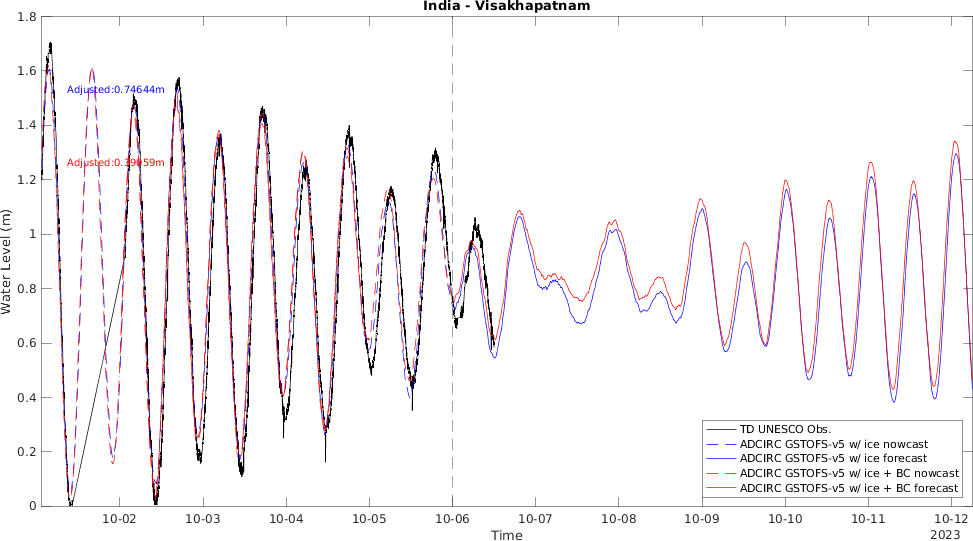 India - Visakhapatnam
Water Level (m)
1.8
1.6
1.4
1.2
1
0.8
0.6
0.4
0.2
0
Adjusted:0.74644m
Adjusted:0.39059m
TD UNESCO Obs.
ADCIRC GSTOFS-v5 w/ ice nowcast
ADCIRC GSTOFS-v5 w/ ice forecast
ADCIRC GSTOFS-v5 w/ ice + BC nowcast
ADCIRC GSTOFS-v5 w/ ice + BC forecast
10-02 10-03 10-04 10-05 10-06 10-07 10-08 10-09 10-10 10-11 10-12
2023
Time